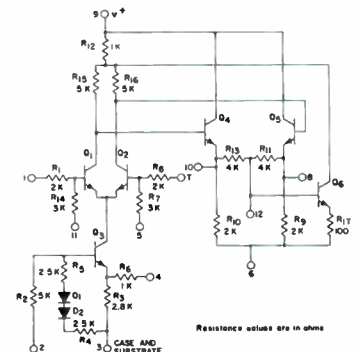 9 V+
R12 1K
R15 5K
R16 5K
Q4
Q5
Q1
Q2
R13 4K
R11 4K
10
8
Q6
R1 2K
1
R6 2K
T
R14 3K
R7 3K
11
5
12
R10 2K
R9 2K
R1T 100
Q3
6
R5 2.5K
R6 1K
4
R2 5K
D1
R3 2.8K
D2
2.5K R4
2
3
CASE AND SUBSTRATE
Resistance values are in ohms